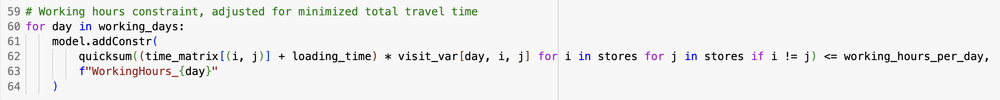 59 # Working hours constraint, adjusted for minimized total travel time
60 for day in working_days:
61     model.addConstr(
62         quicksum((time_matrix[(i, j)] + loading_time) * visit_var[day, i, j] for i in stores for j in stores if i != j) <= working_hours_per_day,
63         f"WorkingHours_{day}"
64     )